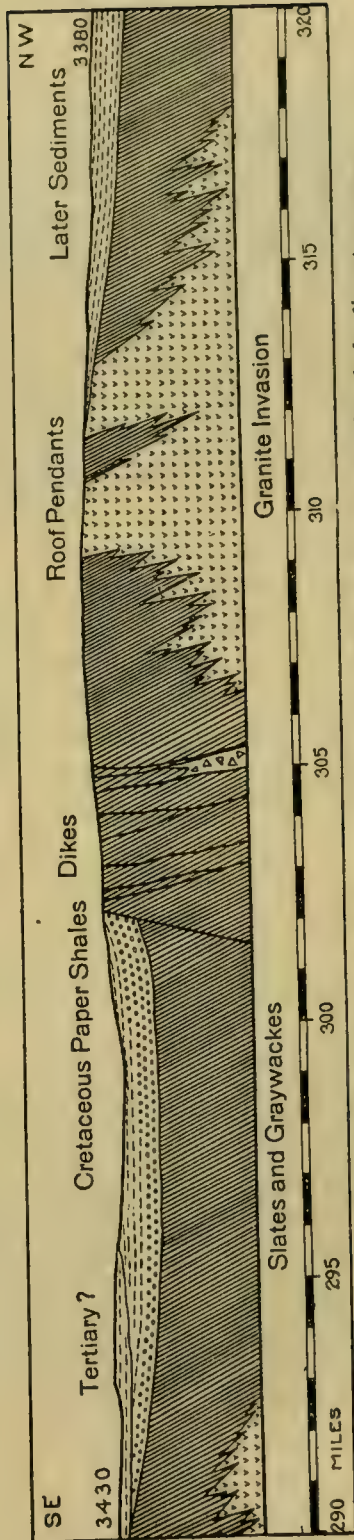 SE
NW
3430
3380
Tertiary?
Cretaceous Paper Shales
Dikes
Roof Pendants
Later Sediments
Slates and Graywackes
Granite Invasion
290 MILES
295
300
305
310
315
320